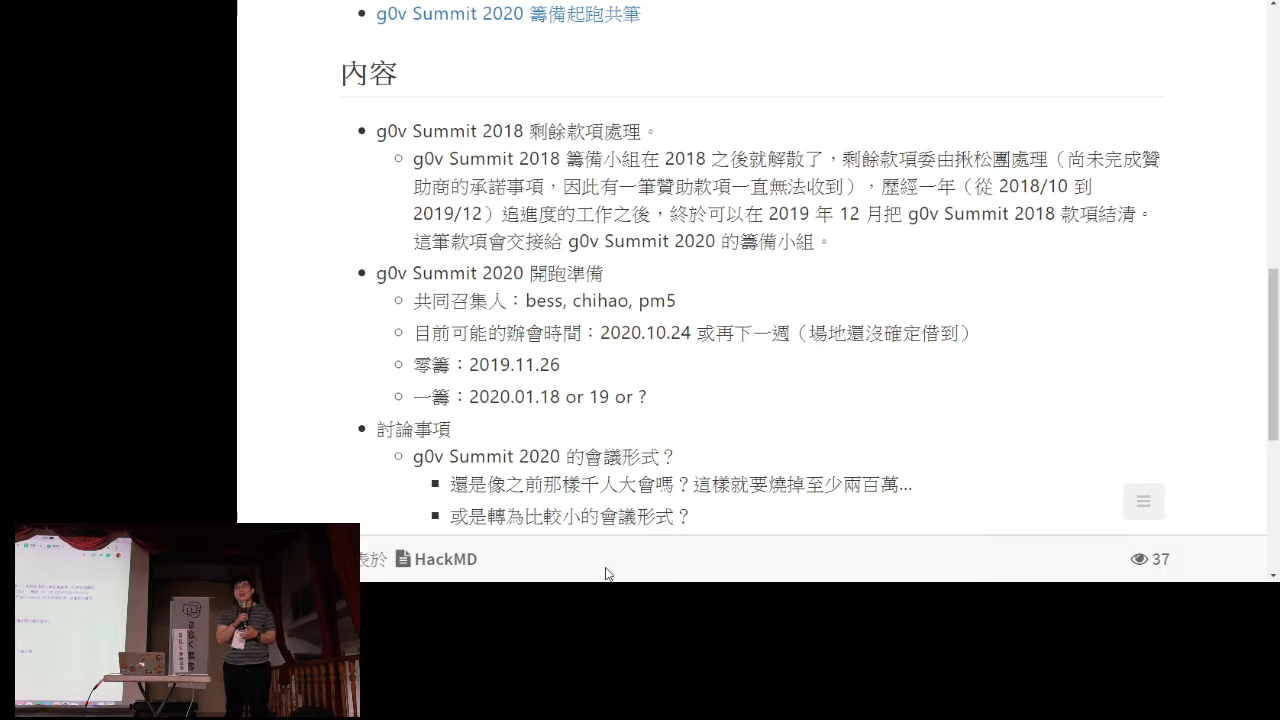 g0v Summit 2020 籌備起跑共筆
內容
g0v Summit 2018 剩餘款項處理。
g0v Summit 2018 籌備小組在 2018 之後就解散了，剩餘款項委由揪松團處理（尚未完成贊
助商的承諾事項，因此有一筆贊助款項一直無法收到），歷經一年（從 2018/10 到
2019/12）追進度的工作之後，終於可以在 2019 年 12 月把 g0v Summit 2018 款項結清。
這筆款項會交接給 g0v Summit 2020 的籌備小組。
g0v Summit 2020 開跑準備
共同召集人：bess, chihao, pm5
目前可能的辦會時間：2020.10.24 或再下一週（場地還沒確定借到）
零籌：2019.11.26
一籌：2020.01.18 or 19 or ?
討論事項
g0v Summit 2020 的會議形式？
還是像之前那樣千人大會嗎？這樣就要燒掉至少兩百萬...
或是轉為比較小的會議形式？
表於 HackMD
37